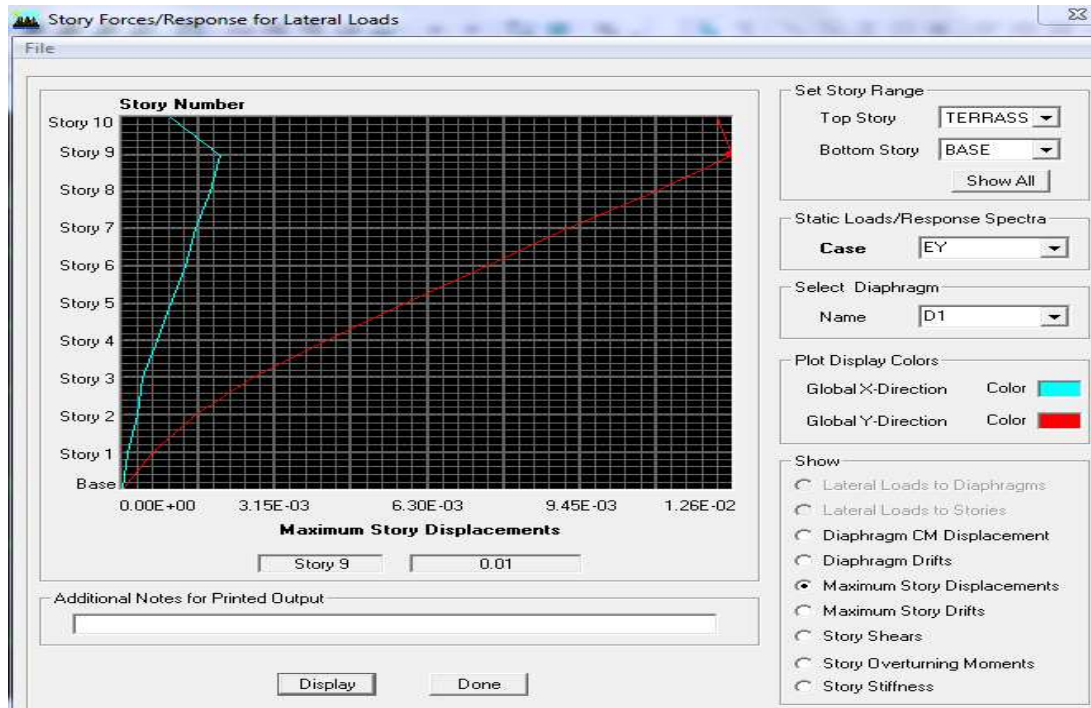 Story Forces/Response for Lateral Loads
File
Story Number
Story 10
Story 9
Story 8
Story 7
Story 6
Story 5
Story 4
Story 3
Story 2
Story 1
Base
0.00E+00 3.15E-03 6.30E-03 9.45E-03 1.26E-02
Maximum Story Displacements
Story 9 0.01
Additional Notes for Printed Output
Display Done
Set Story Range
Top Story TERRASS
Bottom Story BASE
Show All
Static Loads/Response Spectra
Case EY
Select Diaphragm
Name D1
Plot Display Colors
Global X-Direction Color
Global Y-Direction Color
Show
Lateral Loads to Diaphragms
Lateral Loads to Stories
Diaphragm CM Displacement
Diaphragm Drifts
Maximum Story Displacements
Maximum Story Drifts
Story Shears
Story Overturning Moments
Story Stiffness